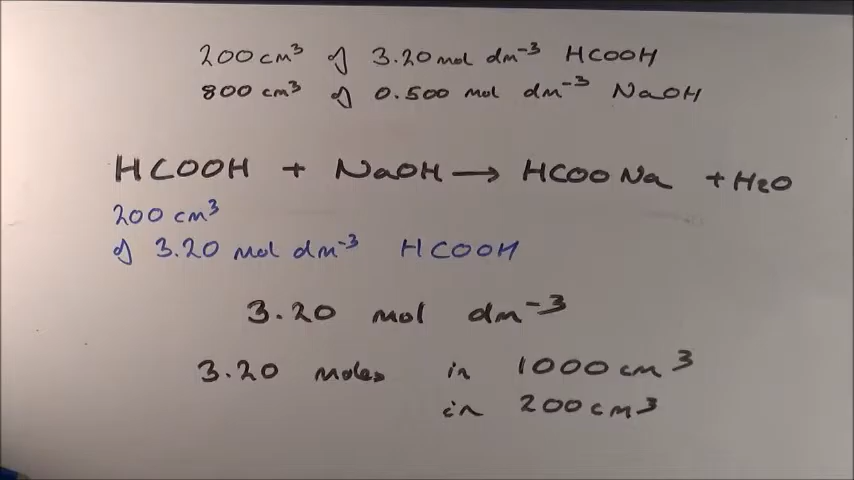 200 cm³ of 3.20 mol dm⁻³ HCOOH
800 cm³ of 0.500 mol dm⁻³ NaOH
HCOOH + NaOH → HCOONa + H2O
200 cm³
of 3.20 mol dm⁻³ HCOOH
3.20 mol dm⁻³
3.20 moles in 1000 cm³
in 200 cm³